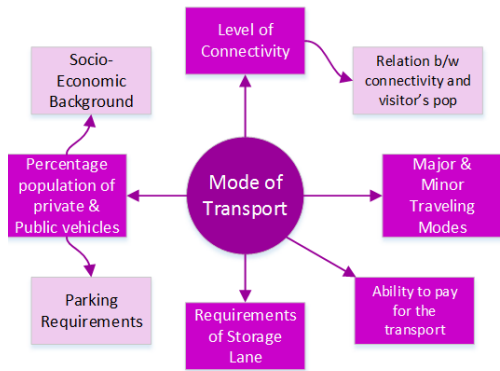 Level of
Connectivity
Socio-
Economic
Background
Relation b/w
connectivity and
visitor's pop
Percentage
population of
private &
Public vehicles
Mode of
Transport
Major &
Minor
Traveling
Modes
Parking
Requirements
Requirements
of Storage
Lane
Ability to pay
for the
transport